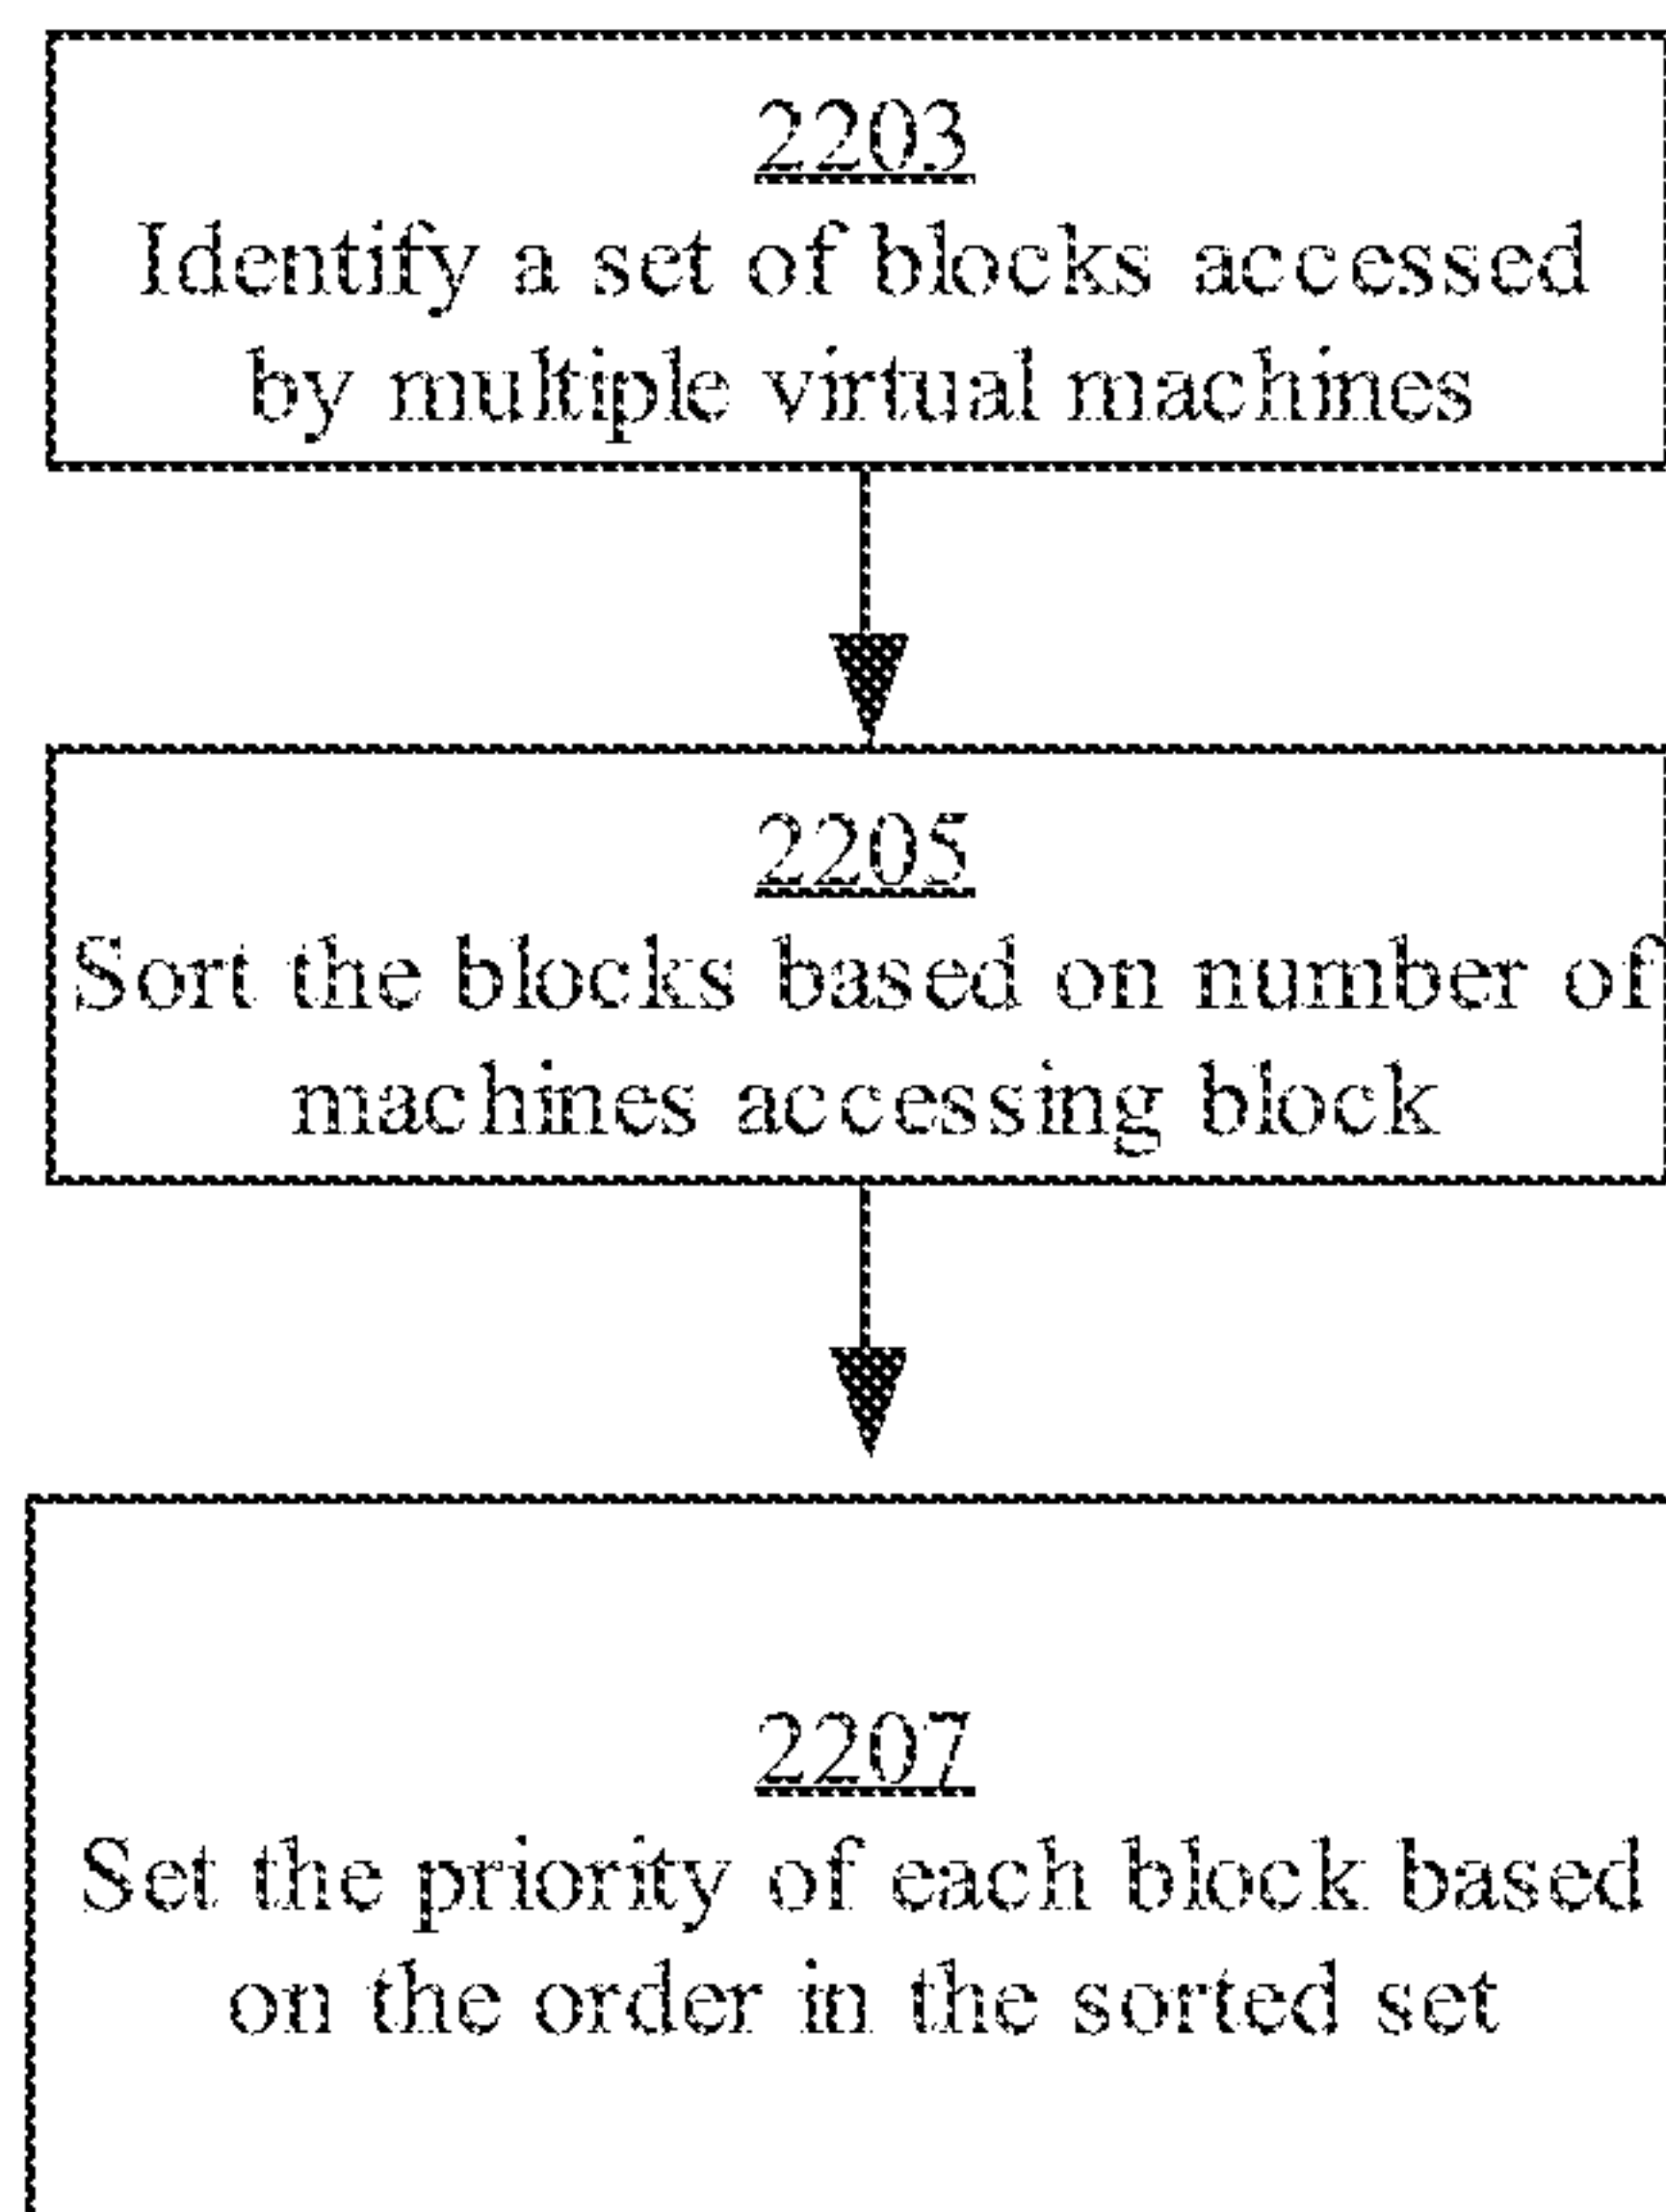 2203
Identify a set of blocks accessed
by multiple virtual machines
2205
Sort the blocks based on number of
machines accessing block
2207
Set the priority of each block based
on the order in the sorted set